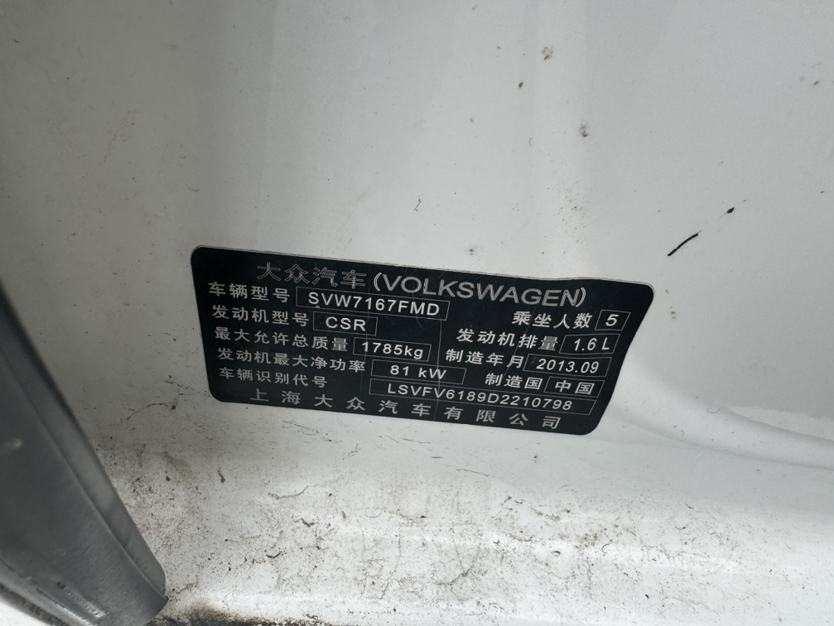 大众汽车(VOLKSWAGEN)
车辆型号 SVW7167FMD 乘坐人数 5
发动机型号 CSR 发动机排量 1.6 L
最大允许总质量 1785kg 制造年月 2013.09
发动机最大净功率 81 kW 制造国 中国
车辆识别代号 LSVFV6189D2210798
上海大众汽车有限公司